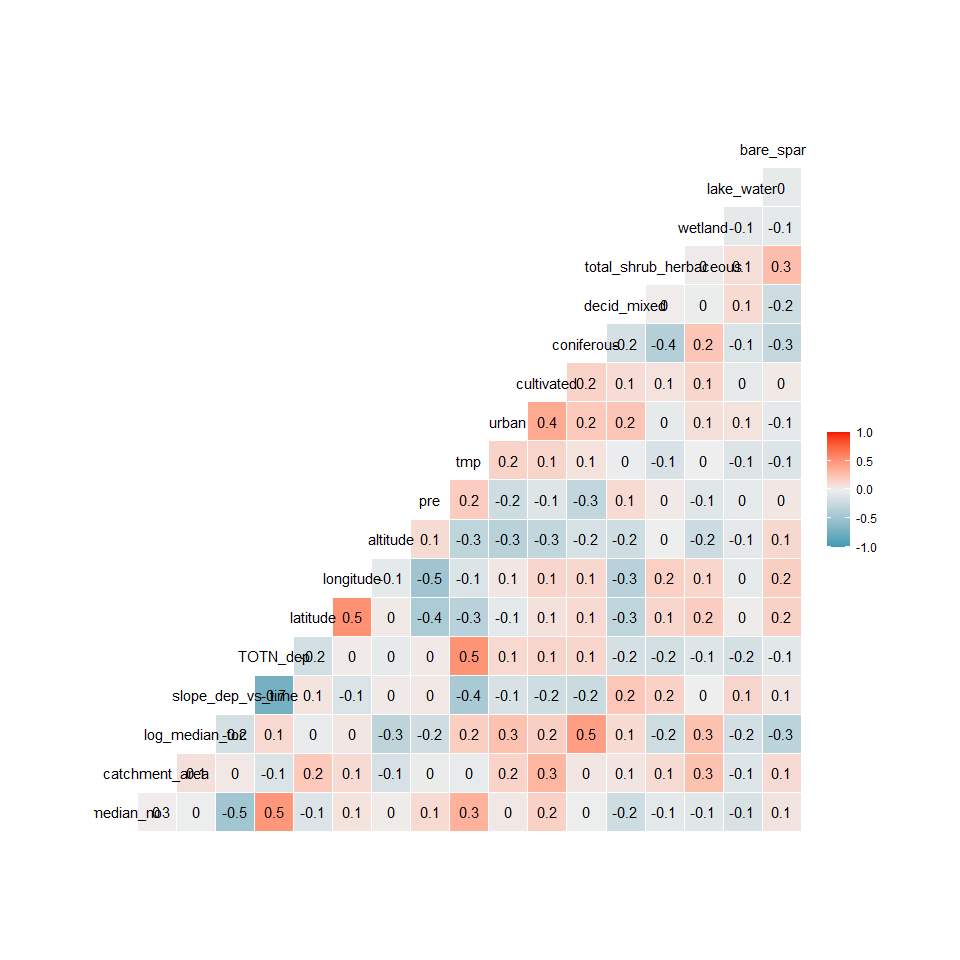 bare_spar
lake_water 0
wetland -0.1 -0.1
total_shrub_herbaceous 0 0.1 0.3
decid_mixed 0 0 0.1 -0.2
coniferous -0.2 -0.4 0.2 -0.1 -0.3
cultivated 0.2 0.1 0.1 0.1 0 0
urban 0.4 0.2 0.2 0 0.1 0.1 -0.1
tmp 0.2 0.1 0.1 0 -0.1 0 -0.1 -0.1
pre 0.2 -0.2 -0.1 -0.3 0.1 0 -0.1 0 0
altitude 0.1 -0.3 -0.3 -0.3 -0.2 -0.2 0 -0.2 -0.1 0.1
longitude -0.1 -0.5 -0.1 0.1 0.1 0.1 -0.3 0.2 0.1 0 0.2
latitude 0.5 0 -0.4 -0.3 -0.1 0.1 0.1 -0.3 0.1 0.2 0 0.2
TOTN_dep -0.2 0 0 0 0.5 0.1 0.1 0.1 -0.2 -0.2 -0.1 -0.2 -0.1
slope_dep_vs_time -0.7 0.1 -0.1 0 0 -0.4 -0.1 -0.2 -0.2 0.2 0.2 0 0.1 0.1
log_median_toc -0.2 0.1 0 0 -0.3 -0.2 0.2 0.3 0.2 0.5 0.1 -0.2 0.3 -0.2 -0.3
catchment_area 0.1 0 -0.1 0.2 0.1 -0.1 0 0 0.2 0.3 0 0.1 0.1 0.3 -0.1 0.1
0 -0.5 0.5 -0.1 0.1 0 0.1 0.3 0 0.2 0 -0.2 -0.1 -0.1 -0.1 0.1
1.0
0.5
0.0
-0.5
-1.0